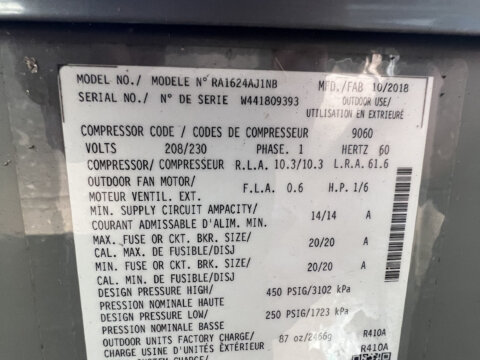 MODEL NO./ MODELE N° RA1624AJ1NB MFD./FAB 10/2018
SERIAL NO./ N° DE SERIE W441809393 OUTDOOR USE/
UTILISATION EN EXTÉRIEURE
COMPRESSOR CODE / CODES DE COMPRESSEUR 9060
VOLTS 208/230 PHASE. 1 HERTZ 60
COMPRESSOR/ COMPRESSEUR R.L.A. 10.3/10.3 L.R.A. 61.6
OUTDOOR FAN MOTOR/ F.L.A. 0.6 H.P. 1/6
MOTEUR VENTIL. EXT.
MIN. SUPPLY CIRCUIT AMPACITY/ 14/14 A
COURANT ADMISSABLE D'ALIM. MIN.
MAX. FUSE OR CKT. BKR. SIZE/ 20/20 A
CAL. MAX. DE FUSIBLE/DISJ
MIN. FUSE OR CKT. BKR. SIZE/ 20/20 A
CAL. MIN. DE FUSIBLE/DISJ
DESIGN PRESSURE HIGH/ 450 PSIG/3102 kPa
PRESSION NOMINALE HAUTE
DESIGN PRESSURE LOW/ 250 PSIG/1723 kPa
PRESSION NOMINALE BASSE
OUTDOOR UNITS FACTORY CHARGE/ 87 oz/2466g R410A
CHARGE USINE D'UNITÉS EXTÉRIEUR R410A